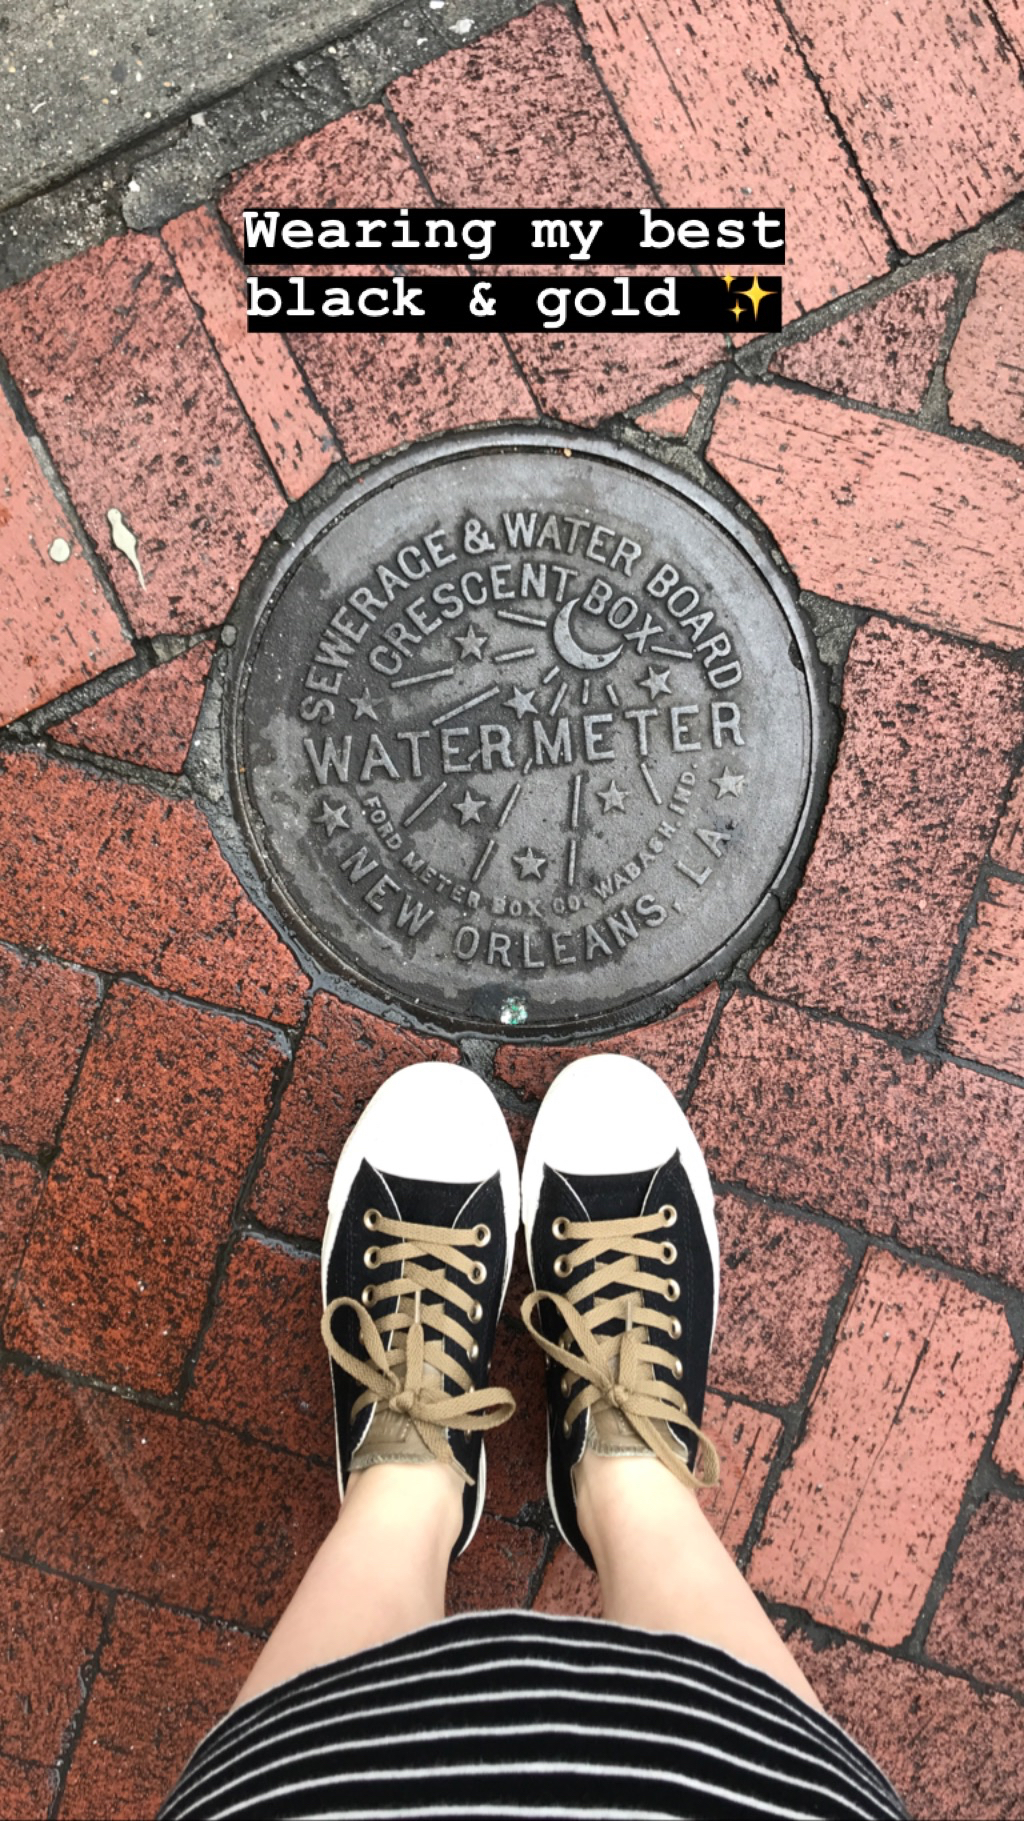 Wearing my best
black & gold ✨
SEWERAGE & WATER BOARD
CRESCENT BOX
WATER METER
FORD METER BOX CO. WABASH, IND.
NEW ORLEANS, LA